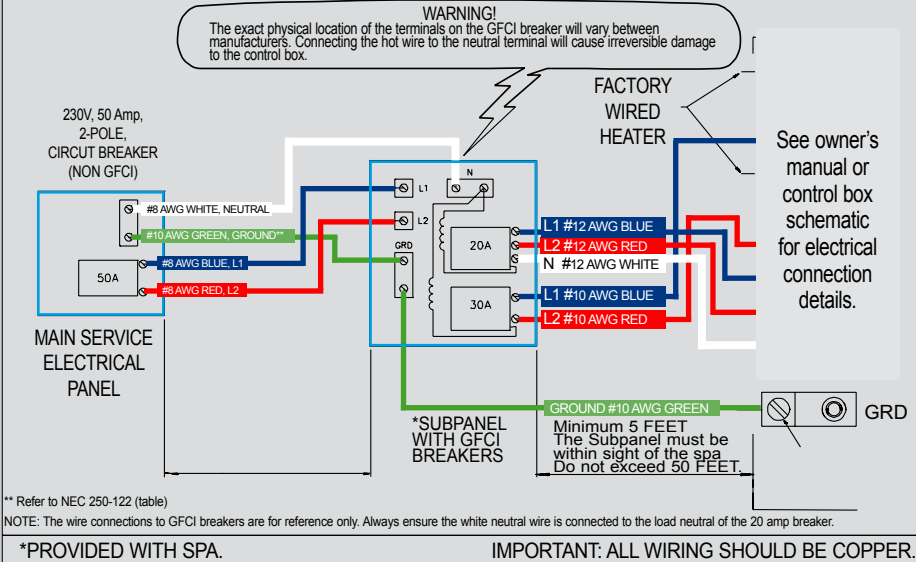 WARNING!
The exact physical location of the terminals on the GFCI breaker will vary between
manufacturers. Connecting the hot wire to the neutral terminal will cause irreversible damage
to the control box.
FACTORY
WIRED
HEATER
230V, 50 Amp,
2-POLE,
CIRCUT BREAKER
(NON GFCI)
See owner's
manual or
control box
schematic
for electrical
connection
details.
#8 AWG WHITE, NEUTRAL
#10 AWG GREEN, GROUND**
#8 AWG BLUE, L1
#8 AWG RED, L2
50A
MAIN SERVICE
ELECTRICAL
PANEL
L1
N
L2
GRD
20A
30A
L1 #12 AWG BLUE
L2 #12 AWG RED
N #12 AWG WHITE
L1 #10 AWG BLUE
L2 #10 AWG RED
GROUND #10 AWG GREEN
GRD
*SUBPANEL
WITH GFCI
BREAKERS
Minimum 5 FEET
The Subpanel must be
within sight of the spa
Do not exceed 50 FEET.
** Refer to NEC 250-122 (table)
NOTE: The wire connections to GFCI breakers are for reference only. Always ensure the white neutral wire is connected to the load neutral of the 20 amp breaker.
*PROVIDED WITH SPA.
IMPORTANT: ALL WIRING SHOULD BE COPPER.